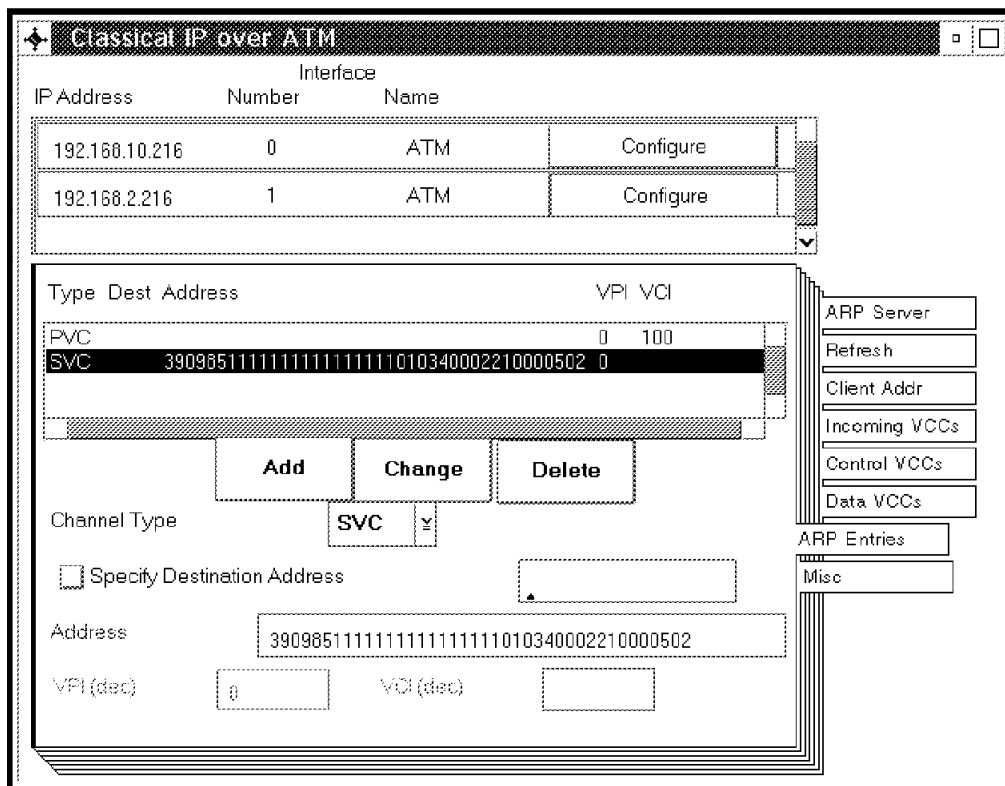 Classical IP over ATM
Interface
IP Address Number Name
192.168.10.216 0 ATM Configure
192.168.2.216 1 ATM Configure
Type Dest Address VPI VCI
PVC 0 100
SVC 3909851111111111111111010340002210000502 0
Add Change Delete
Channel Type SVC
Specify Destination Address
Address 3909851111111111111111010340002210000502
VPI (dec) 0 VCI (dec)
ARP Server
Refresh
Client Addr
Incoming VCCs
Control VCCs
Data VCCs
ARP Entries
Misc